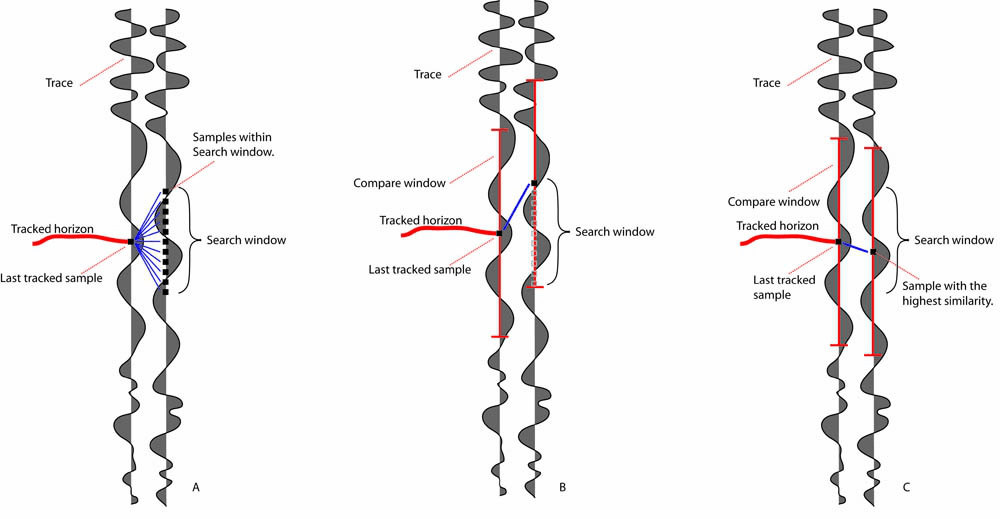 Trace
Samples within
Search window.
Tracked horizon
Search window
Last tracked sample
A
Trace
Compare window
Tracked horizon
Search window
Last tracked sample
B
Trace
Compare window
Tracked horizon
Search window
Last tracked
sample
Sample with the
highest similarity.
C